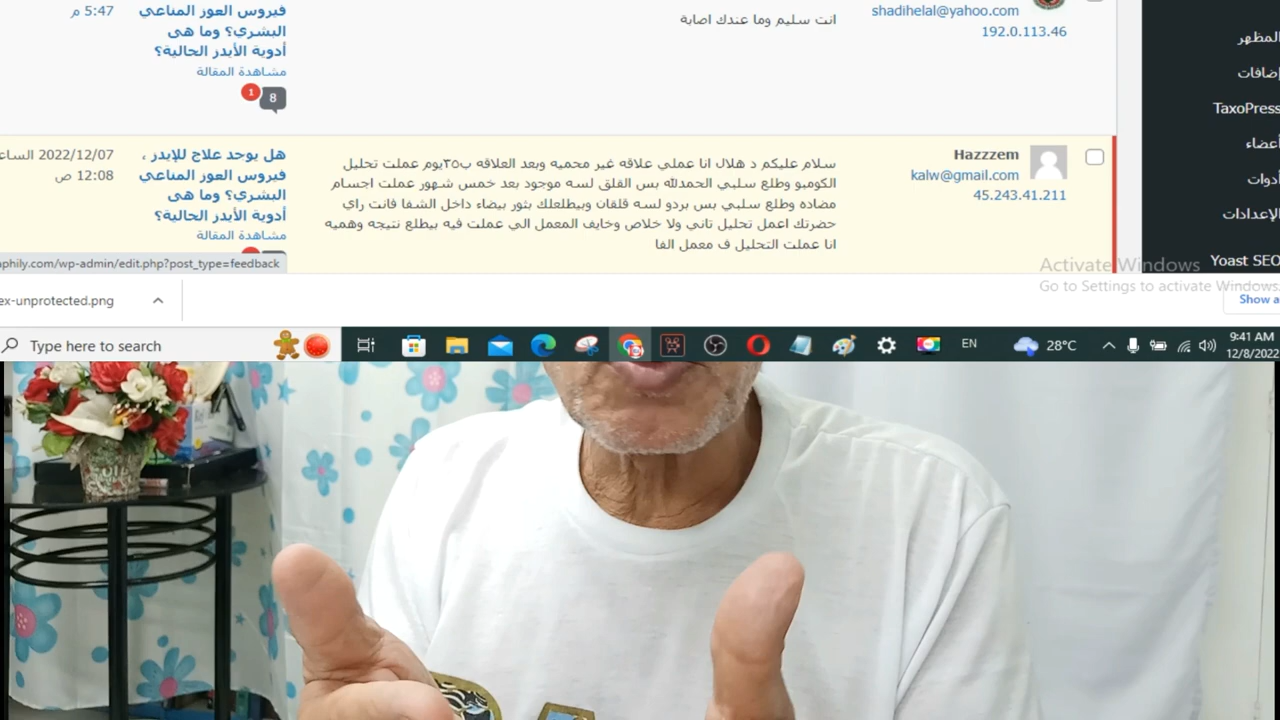 shadihelal@yahoo.com
192.0.113.46
انت سليم وما عندك اصابة
فيروس العوز المناعي
البشري؟ وما هى
أدوية الأيدز الحالية؟
مشاهدة المقالة
1
8
5:47 م
Hazzzem
kalw@gmail.com
45.243.41.211
سلام عليكم د هلال انا عملي علاقه غير محميه وبعد العلاقه ب٣٥يوم عملت تحليل
الكومبو وطلع سلبي الحمدلله بس القلق لسه موجود بعد خمس شهور عملت اجسام
مضاده وطلع سلبي بس بردو لسه قلقان وبيطلعلك بثور بيضاء داخل الشفا فانت راي
حضرتك اعمل تحليل تاني ولا خلاص وخايف المعمل الي عملت فيه بيطلع نتيجه وهميه
انا عملت التحليل ف معمل الفا
هل يوجد علاج للإيدز ،
فيروس العوز المناعي
البشري؟ وما هى
أدوية الأيدز الحالية؟
مشاهدة المقالة
2022/12/07 الساعة
12:08 ص
المظهر
إضافات
TaxoPress
أعضاء
أدوات
الإعدادات
Yoast SEO
aphily.com/wp-admin/edit.php?post_type=feedback
Activate Windows
Go to Settings to activate Windows.
ex-unprotected.png
Show a
Type here to search
EN
28°C
9:41 AM
12/8/2022